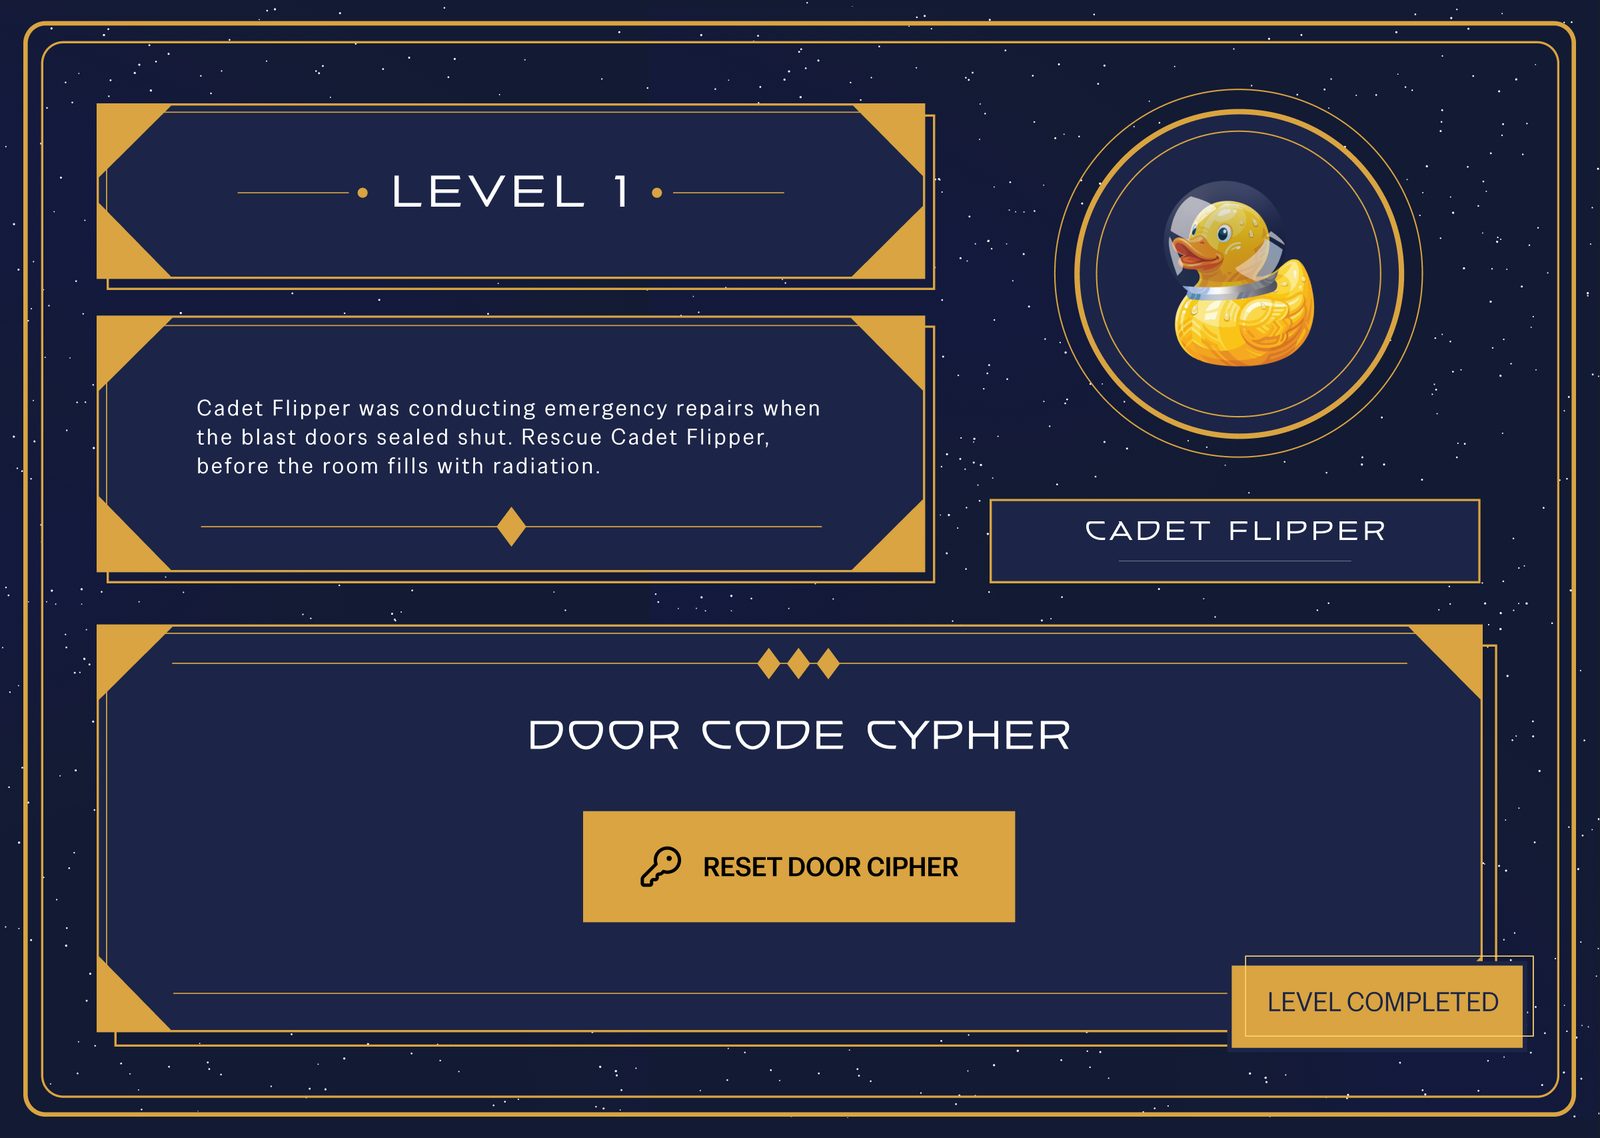 LEVEL 1
Cadet Flipper was conducting emergency repairs when
the blast doors sealed shut. Rescue Cadet Flipper,
before the room fills with radiation.
CADET FLIPPER
DOOR CODE CYPHER
RESET DOOR CIPHER
LEVEL COMPLETED